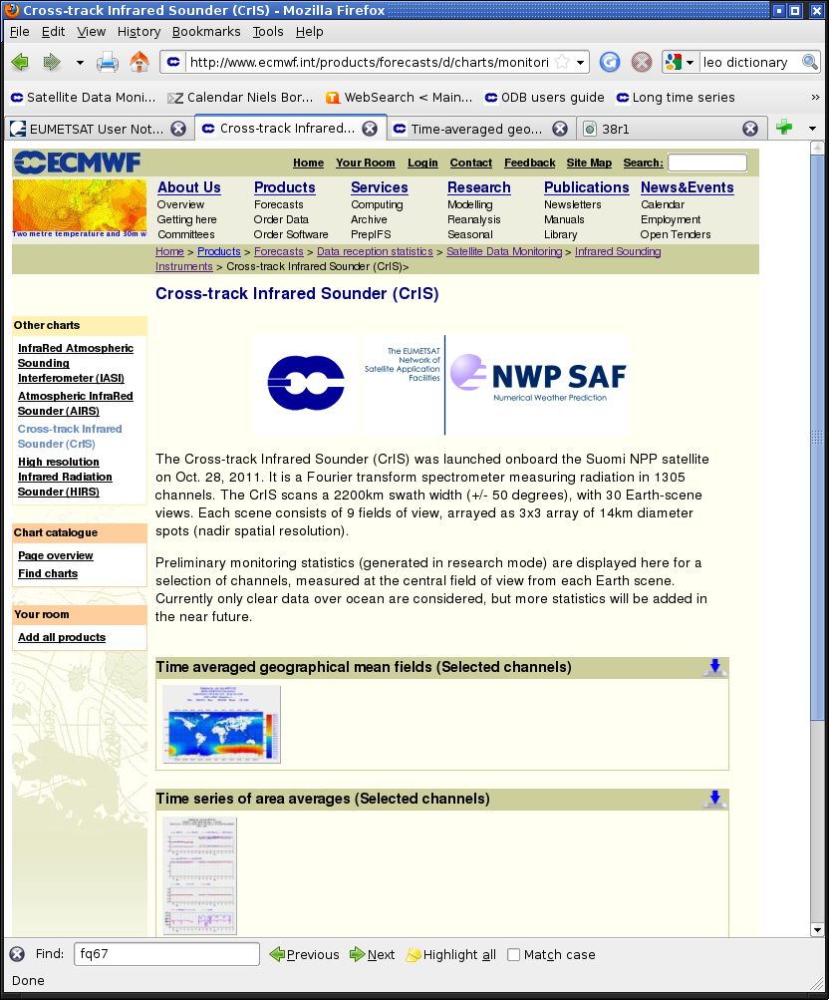 Cross-track Infrared Sounder (CrIS) - Mozilla Firefox
File Edit View History Bookmarks Tools Help
http://www.ecmwf.int/products/forecasts/d/charts/monitori
leo dictionary
Satellite Data Moni... Calendar Niels Bor... WebSearch < Main... ODB users guide Long time series »
EUMETSAT User Not... Cross-track Infrared... Time-averaged geo... 38r1
ECMWF
Home Your Room Login Contact Feedback Site Map Search:
About Us Products Services Research Publications News&Events
Overview Forecasts Computing Modelling Newsletters Calendar
Getting here Order Data Archive Reanalysis Manuals Employment
Committees Order Software PrepIFS Seasonal Library Open Tenders
Two metre temperature and 30m w
Home > Products > Forecasts > Data reception statistics > Satellite Data Monitoring > Infrared Sounding
Instruments > Cross-track Infrared Sounder (CrIS)>
Cross-track Infrared Sounder (CrIS)
Other charts
InfraRed Atmospheric
Sounding
Interferometer (IASI)
Atmospheric InfraRed
Sounder (AIRS)
Cross-track Infrared
Sounder (CrIS)
High resolution
Infrared Radiation
Sounder (HIRS)
Chart catalogue
Page overview
Find charts
Your room
Add all products
The EUMETSAT
Network of
Satellite Application
Facilities
NWP SAF
Numerical Weather Prediction
The Cross-track Infrared Sounder (CrIS) was launched onboard the Suomi NPP satellite
on Oct. 28, 2011. It is a Fourier transform spectrometer measuring radiation in 1305
channels. The CrIS scans a 2200km swath width (+/- 50 degrees), with 30 Earth-scene
views. Each scene consists of 9 fields of view, arrayed as 3x3 array of 14km diameter
spots (nadir spatial resolution).
Preliminary monitoring statistics (generated in research mode) are displayed here for a
selection of channels, measured at the central field of view from each Earth scene.
Currently only clear data over ocean are considered, but more statistics will be added in
the near future.
Time averaged geographical mean fields (Selected channels)
Time series of area averages (Selected channels)
Find: fq67 Previous Next Highlight all Match case
Done